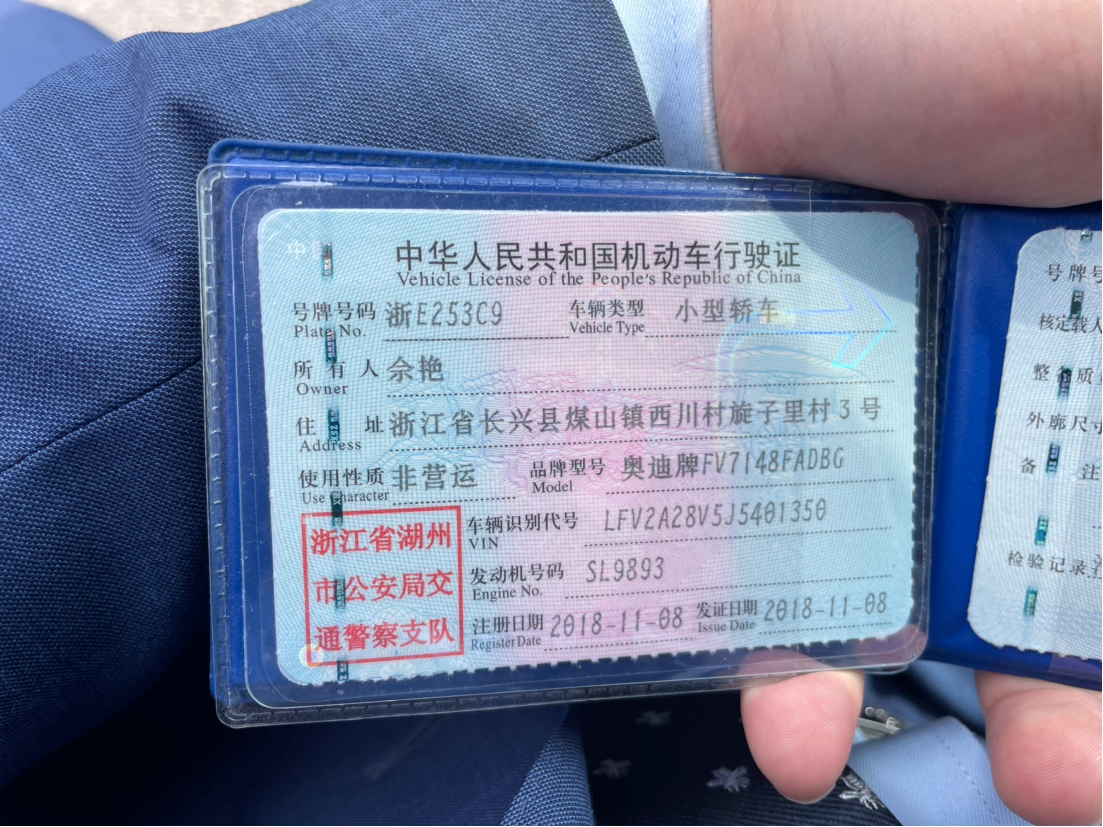 中华人民共和国机动车行驶证
Vehicle License of the People's Republic of China
号牌号码 浙E253C9 车辆类型 小型轿车
Plate No. Vehicle Type
所有人 佘艳
Owner
住址 浙江省长兴县煤山镇西川村旋子里村3号
Address
使用性质 非营运 品牌型号 奥迪牌FV7148FADBG
Use Character Model
浙江省湖州
市公安局交
通警察支队
车辆识别代号 LFV2A28V5J5401350
VIN
发动机号码 SL9893
Engine No.
注册日期 2018-11-08 发证日期 2018-11-08
Register Date Issue Date
号牌号
核定载人
整备质
外廓尺寸
备注
检验记录